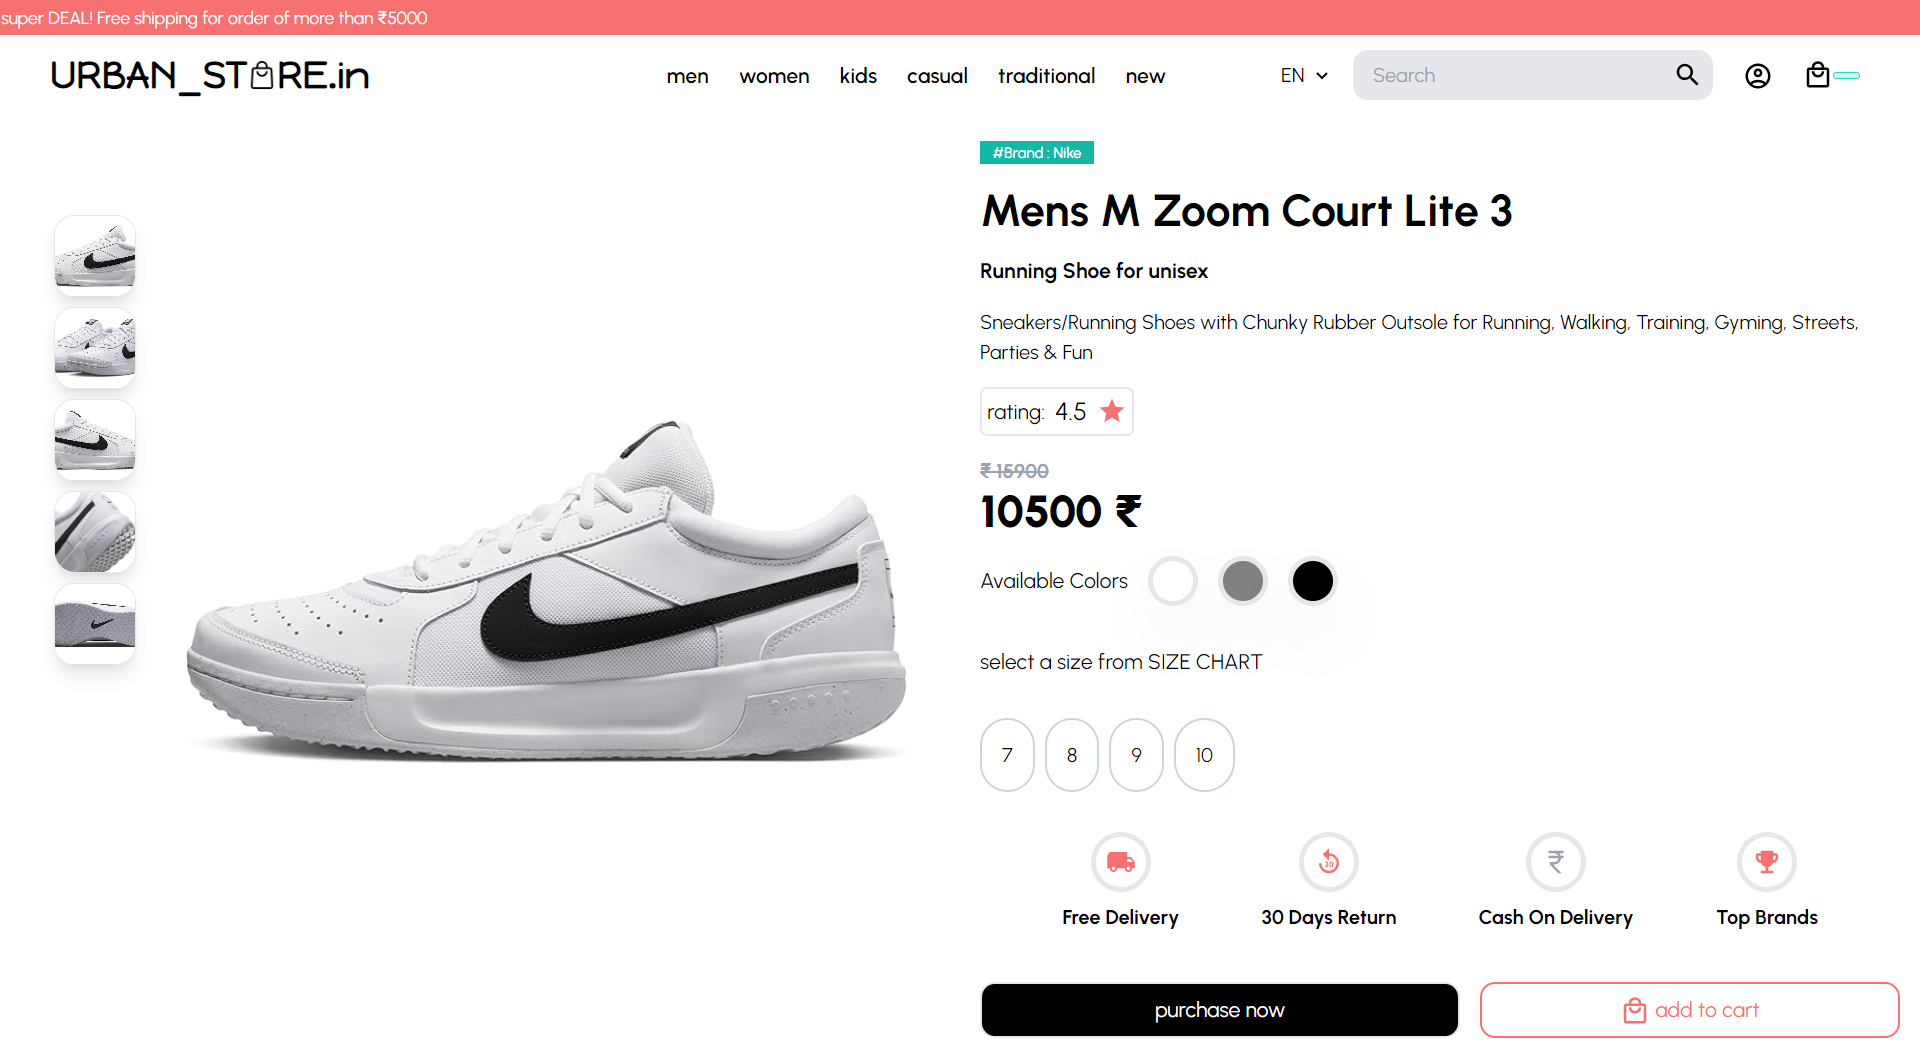 super DEAL! Free shipping for order of more than ₹5000
URBAN_STORE.in
men women kids casual traditional new
EN
Search
#Brand : Nike
Mens M Zoom Court Lite 3
Running Shoe for unisex
Sneakers/Running Shoes with Chunky Rubber Outsole for Running, Walking, Training, Gyming, Streets,
Parties & Fun
rating: 4.5
₹ 15900
10500 ₹
Available Colors
select a size from SIZE CHART
7 8 9 10
30
₹
Free Delivery 30 Days Return Cash On Delivery Top Brands
purchase now add to cart